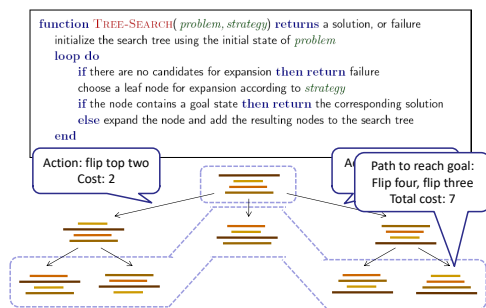 function TREE-SEARCH( problem, strategy) returns a solution, or failure
initialize the search tree using the initial state of problem
loop do
if there are no candidates for expansion then return failure
choose a leaf node for expansion according to strategy
if the node contains a goal state then return the corresponding solution
else expand the node and add the resulting nodes to the search tree
end
Action: flip top two
Cost: 2
Path to reach goal:
Flip four, flip three
Total cost: 7